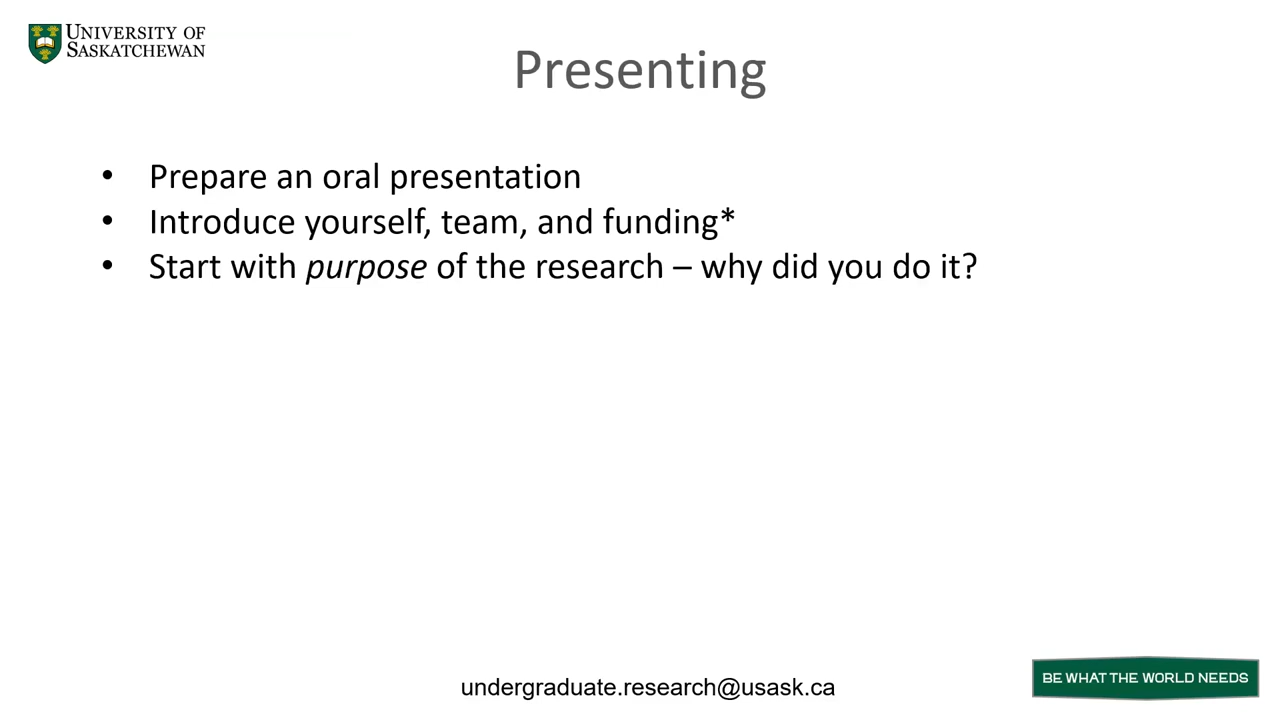 UNIVERSITY OF
SASKATCHEWAN
Presenting
• Prepare an oral presentation
• Introduce yourself, team, and funding*
• Start with purpose of the research – why did you do it?
undergraduate.research@usask.ca
BE WHAT THE WORLD NEEDS